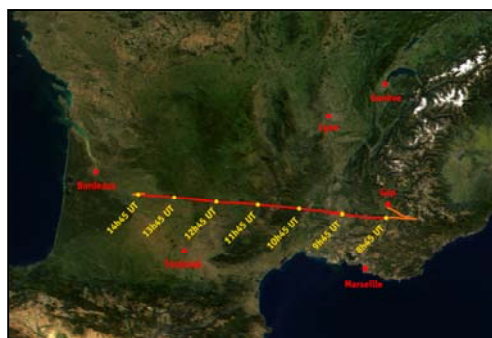 Genève
Lyon
Bordeaux
Gap
14h45 UT
13h45 UT
12h45 UT
11h45 UT
10h45 UT
9h45 UT
8h45 UT
Toulouse
Marseille